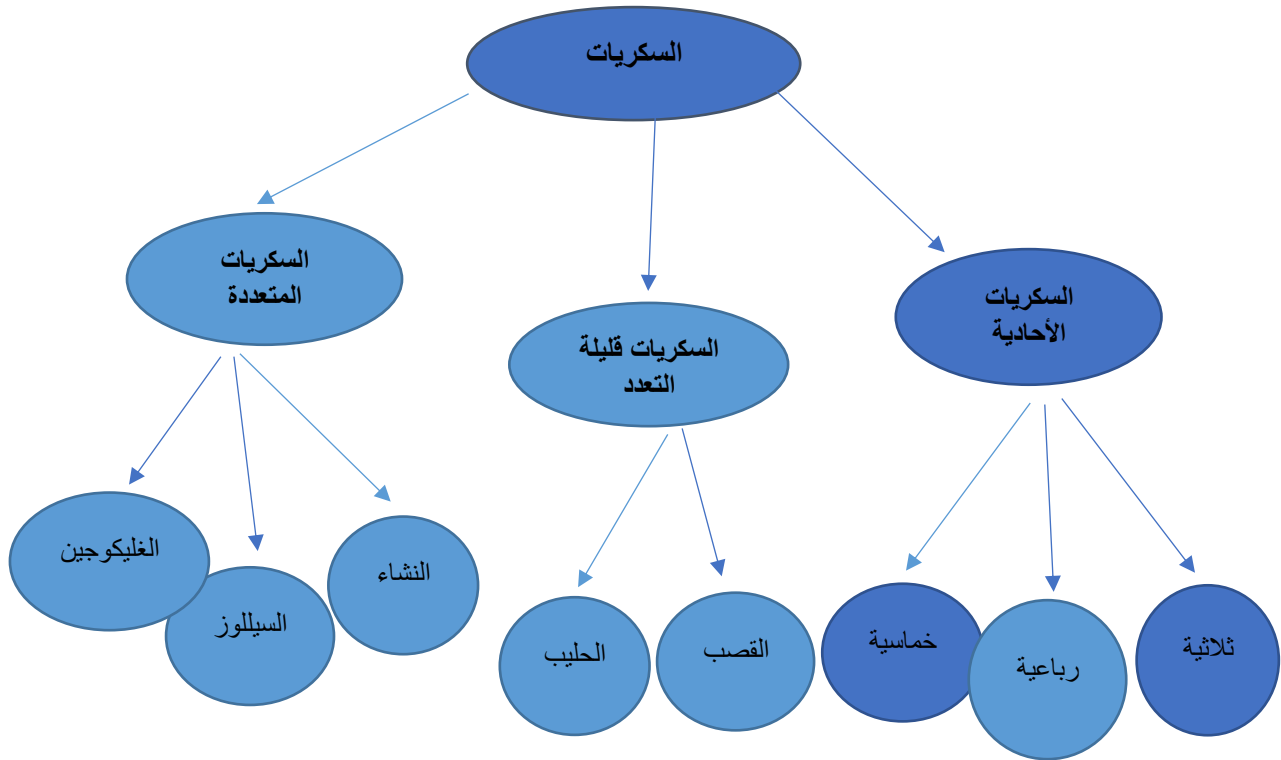 السكريات
السكريات
الأحادية
السكريات قليلة
التعدد
السكريات
المتعددة
ثلاثية
رباعية
خماسية
القصب
الحليب
النشاء
السيللوز
الغليكوجين